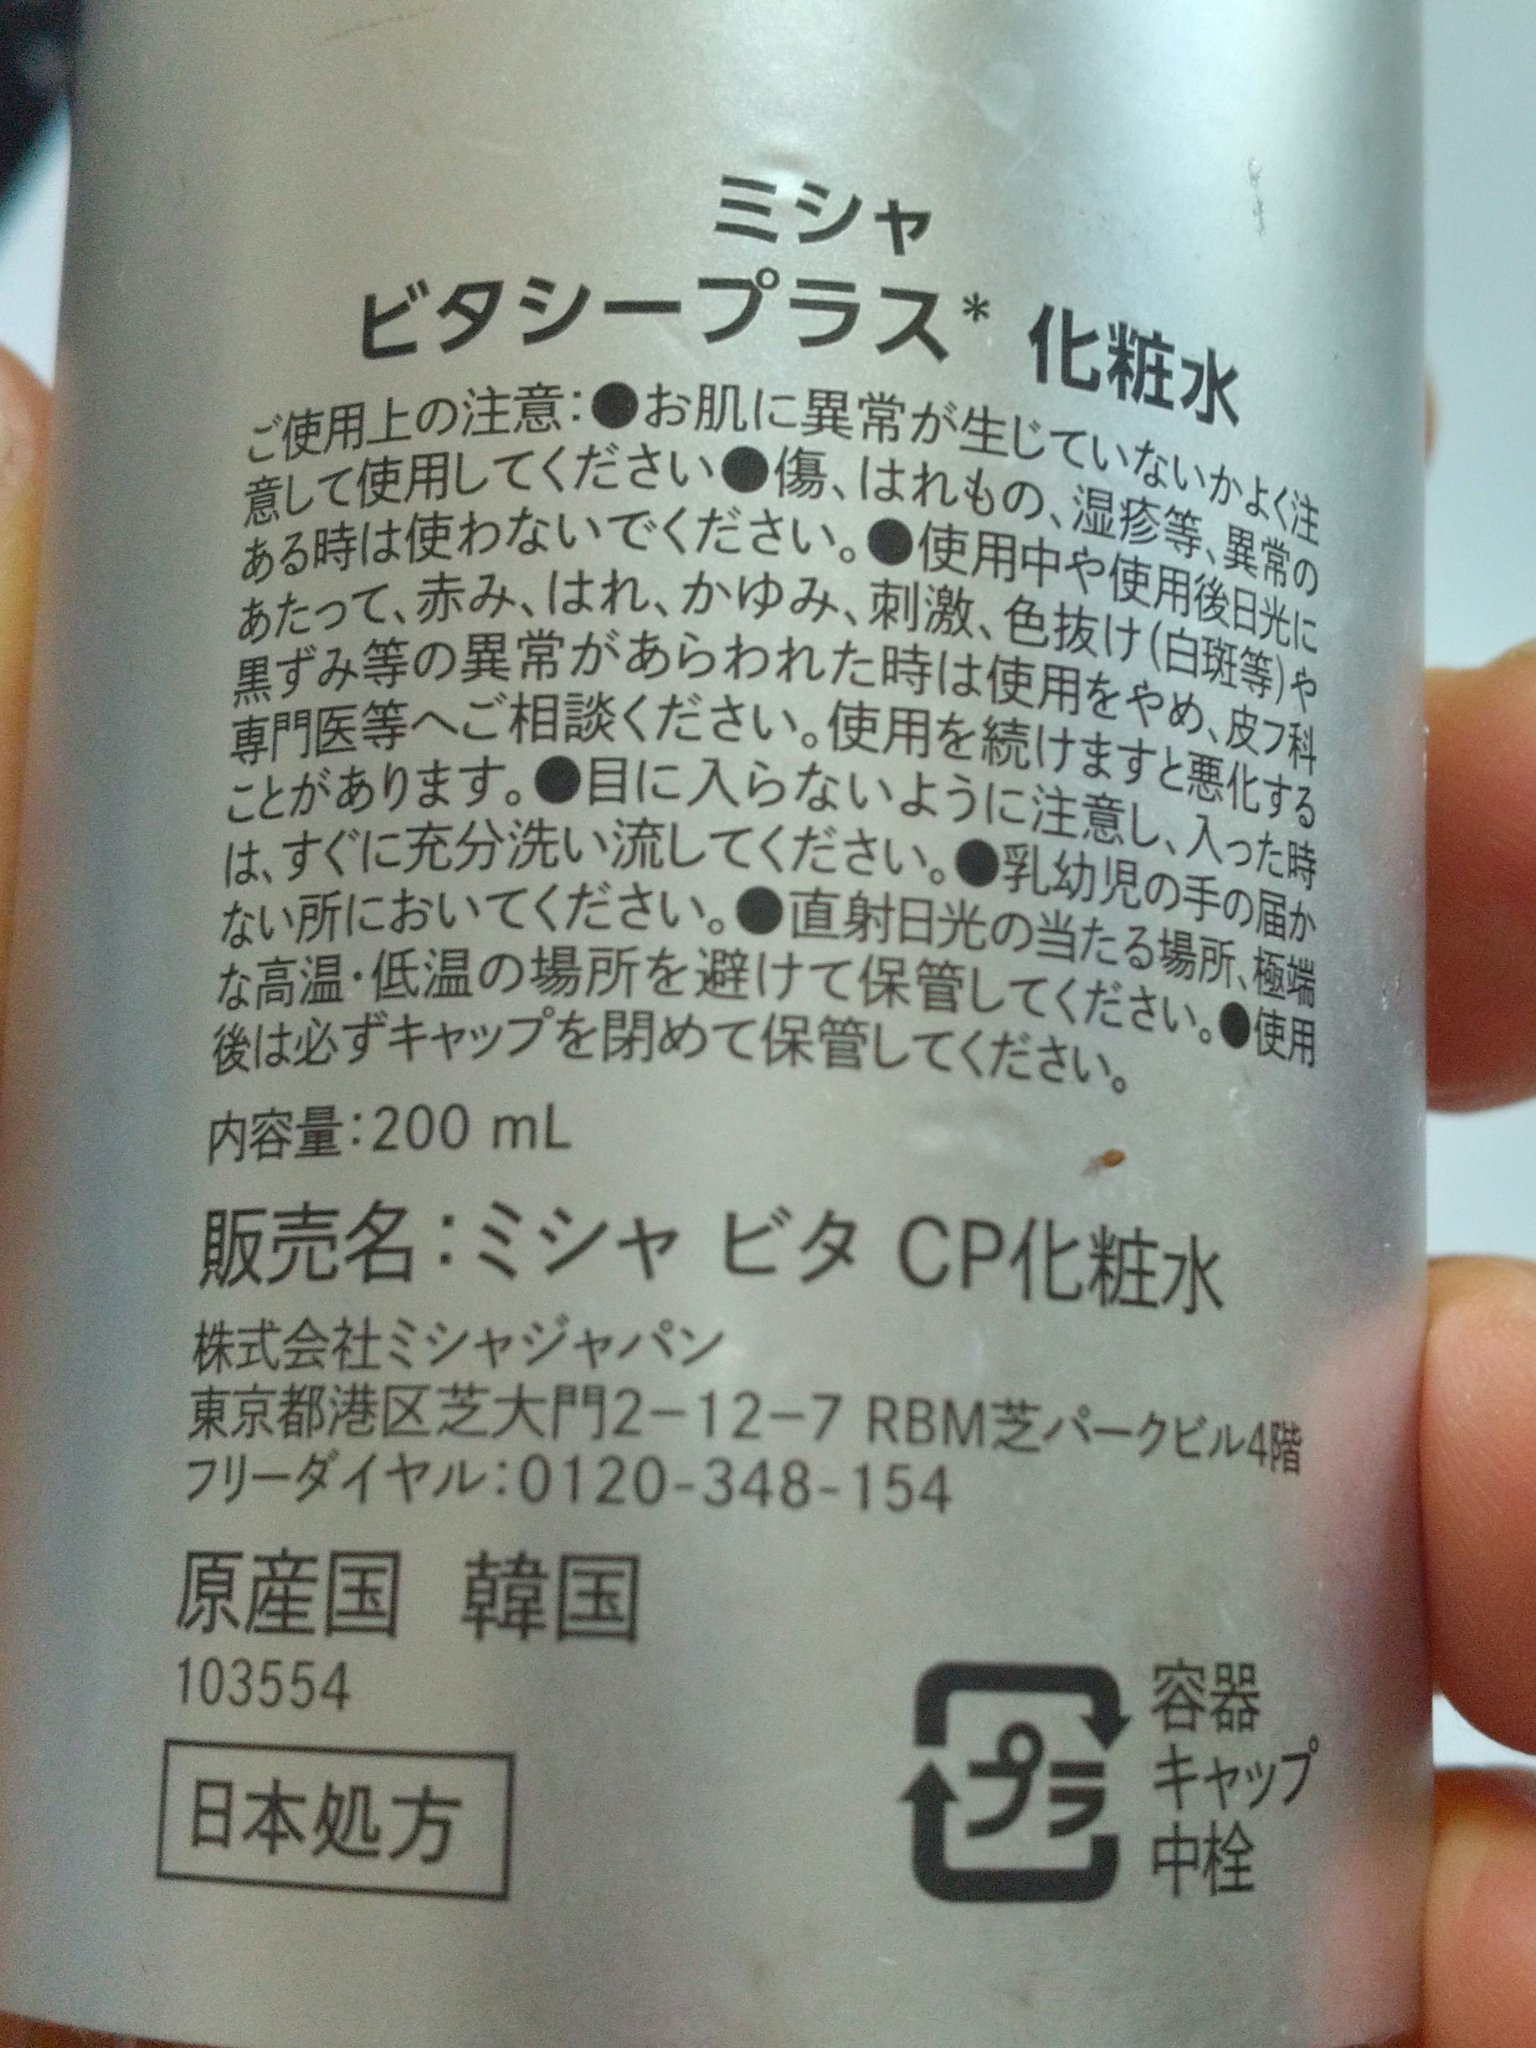 ミシャ
ビタシープラス* 化粧水
ご使用上の注意:●お肌に異常が生じていないかよく注
意して使用してください●傷、はれもの、湿疹等、異常の
ある時は使わないでください。●使用中や使用後日光に
あたって、赤み、はれ、かゆみ、刺激、色抜け(白斑等)や
黒ずみ等の異常があらわれた時は使用をやめ、皮フ科
専門医等へご相談ください。使用を続けますと悪化する
ことがあります。●目に入らないように注意し、入った時
は、すぐに充分洗い流してください。●乳幼児の手の届か
ない所においてください。●直射日光の当たる場所、極端
な高温・低温の場所を避けて保管してください。●使用
後は必ずキャップを閉めて保管してください。
内容量:200 mL
販売名:ミシャ ビタ CP化粧水
株式会社ミシャジャパン
東京都港区芝大門2-12-7 RBM芝パークビル4階
フリーダイヤル:0120-348-154
原産国 韓国
103554
日本処方
プラ
容器
キャップ
中栓